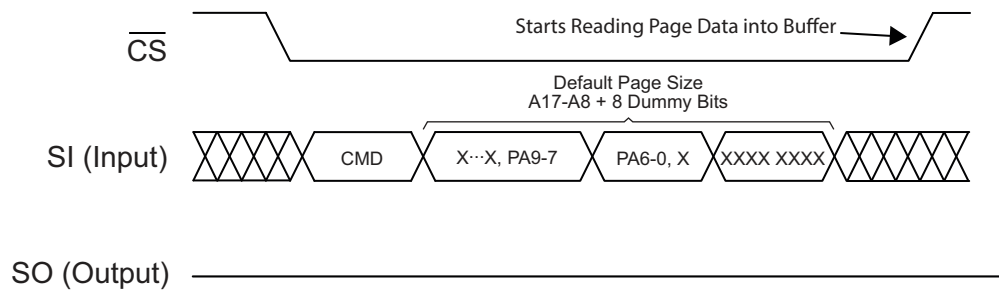 Starts Reading Page Data into Buffer
CS
Default Page Size
A17-A8 + 8 Dummy Bits
SI (Input)
CMD
X···X, PA9-7
PA6-0, X
XXXX XXXX
SO (Output)